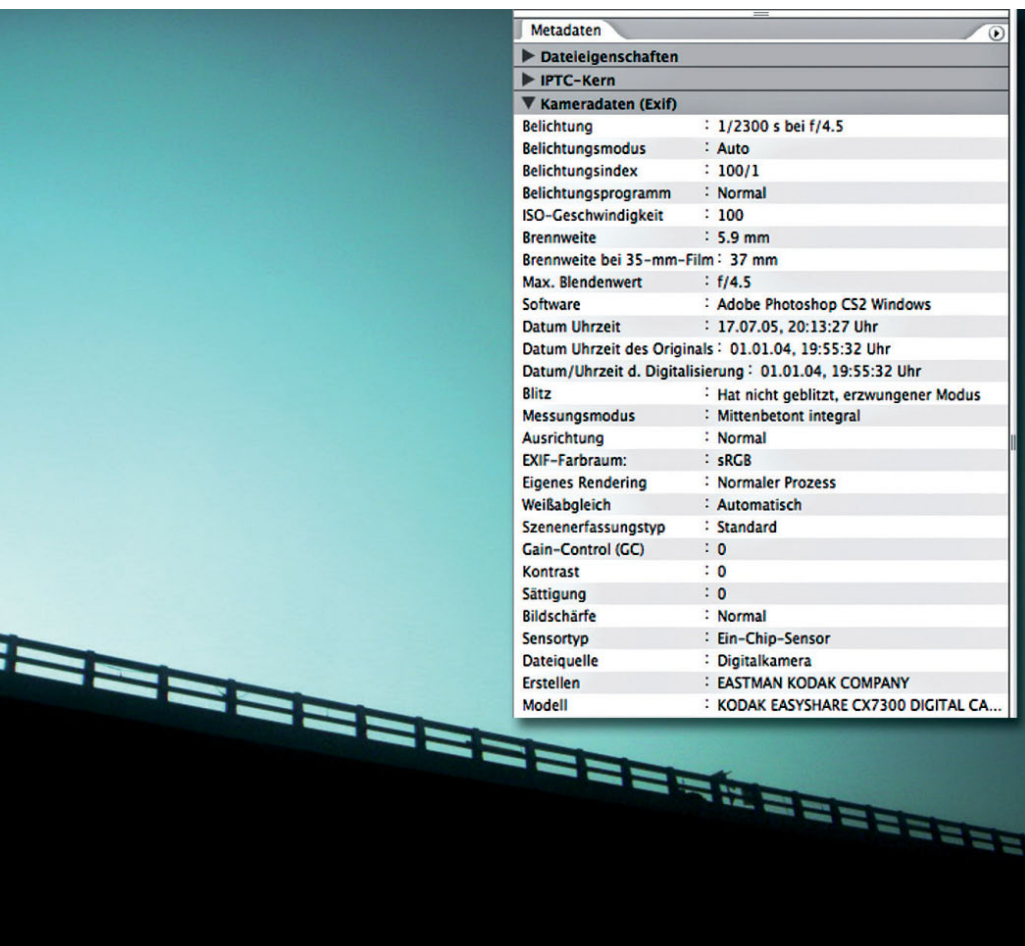 Metadaten
Dateieigenschaften
IPTC-Kern
Kameradaten (Exif)
Belichtung : 1/2300 s bei f/4.5
Belichtungsmodus : Auto
Belichtungsindex : 100/1
Belichtungsprogramm : Normal
ISO-Geschwindigkeit : 100
Brennweite : 5.9 mm
Brennweite bei 35-mm-Film : 37 mm
Max. Blendenwert : f/4.5
Software : Adobe Photoshop CS2 Windows
Datum Uhrzeit : 17.07.05, 20:13:27 Uhr
Datum Uhrzeit des Originals : 01.01.04, 19:55:32 Uhr
Datum/Uhrzeit d. Digitalisierung : 01.01.04, 19:55:32 Uhr
Blitz : Hat nicht geblitzt, erzwungener Modus
Messungsmodus : Mittenbetont integral
Ausrichtung : Normal
EXIF-Farbraum: : sRGB
Eigenes Rendering : Normaler Prozess
Weißabgleich : Automatisch
Szenenerfassungstyp : Standard
Gain-Control (GC) : 0
Kontrast : 0
Sättigung : 0
Bildschärfe : Normal
Sensortyp : Ein-Chip-Sensor
Dateiquelle : Digitalkamera
Erstellen : EASTMAN KODAK COMPANY
Modell : KODAK EASYSHARE CX7300 DIGITAL CA...